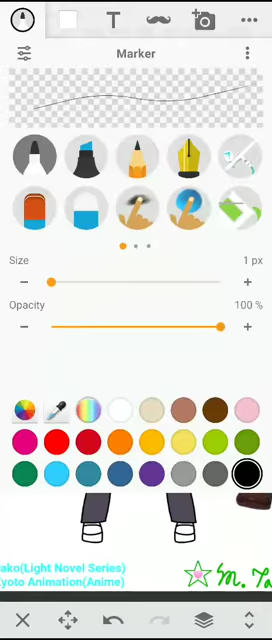 T
Marker
Size
1 px
Opacity
100 %
ako(Light Novel Series)
yoto Animation(Anime)